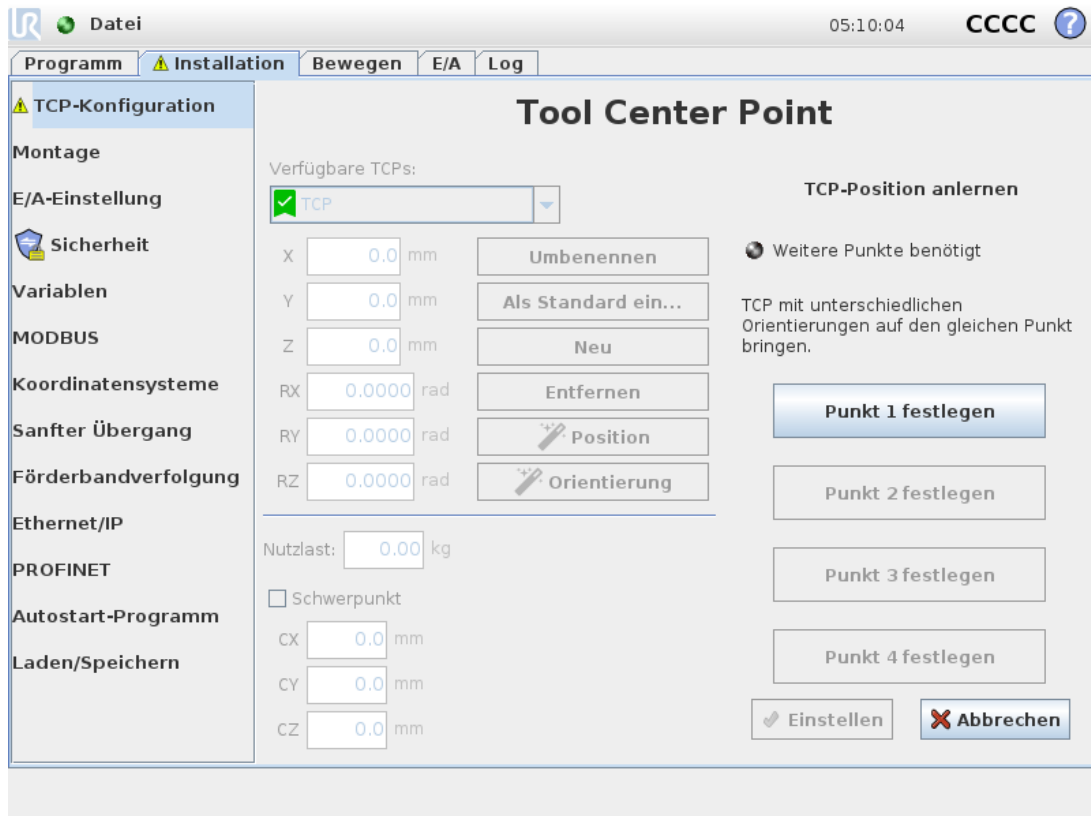 UR Datei 05:10:04 CCCC ?
Programm Installation Bewegen E/A Log
TCP-Konfiguration
Montage
E/A-Einstellung
Sicherheit
Variablen
MODBUS
Koordinatensysteme
Sanfter Übergang
Förderbandverfolgung
Ethernet/IP
PROFINET
Autostart-Programm
Laden/Speichern
Tool Center Point
Verfügbare TCPs:
TCP
X 0.0 mm
Y 0.0 mm
Z 0.0 mm
RX 0.0000 rad
RY 0.0000 rad
RZ 0.0000 rad
Umbenennen
Als Standard ein...
Neu
Entfernen
Position
Orientierung
Nutzlast: 0.00 kg
Schwerpunkt
CX 0.0 mm
CY 0.0 mm
CZ 0.0 mm
TCP-Position anlernen
Weitere Punkte benötigt
TCP mit unterschiedlichen
Orientierungen auf den gleichen Punkt
bringen.
Punkt 1 festlegen
Punkt 2 festlegen
Punkt 3 festlegen
Punkt 4 festlegen
Einstellen Abbrechen